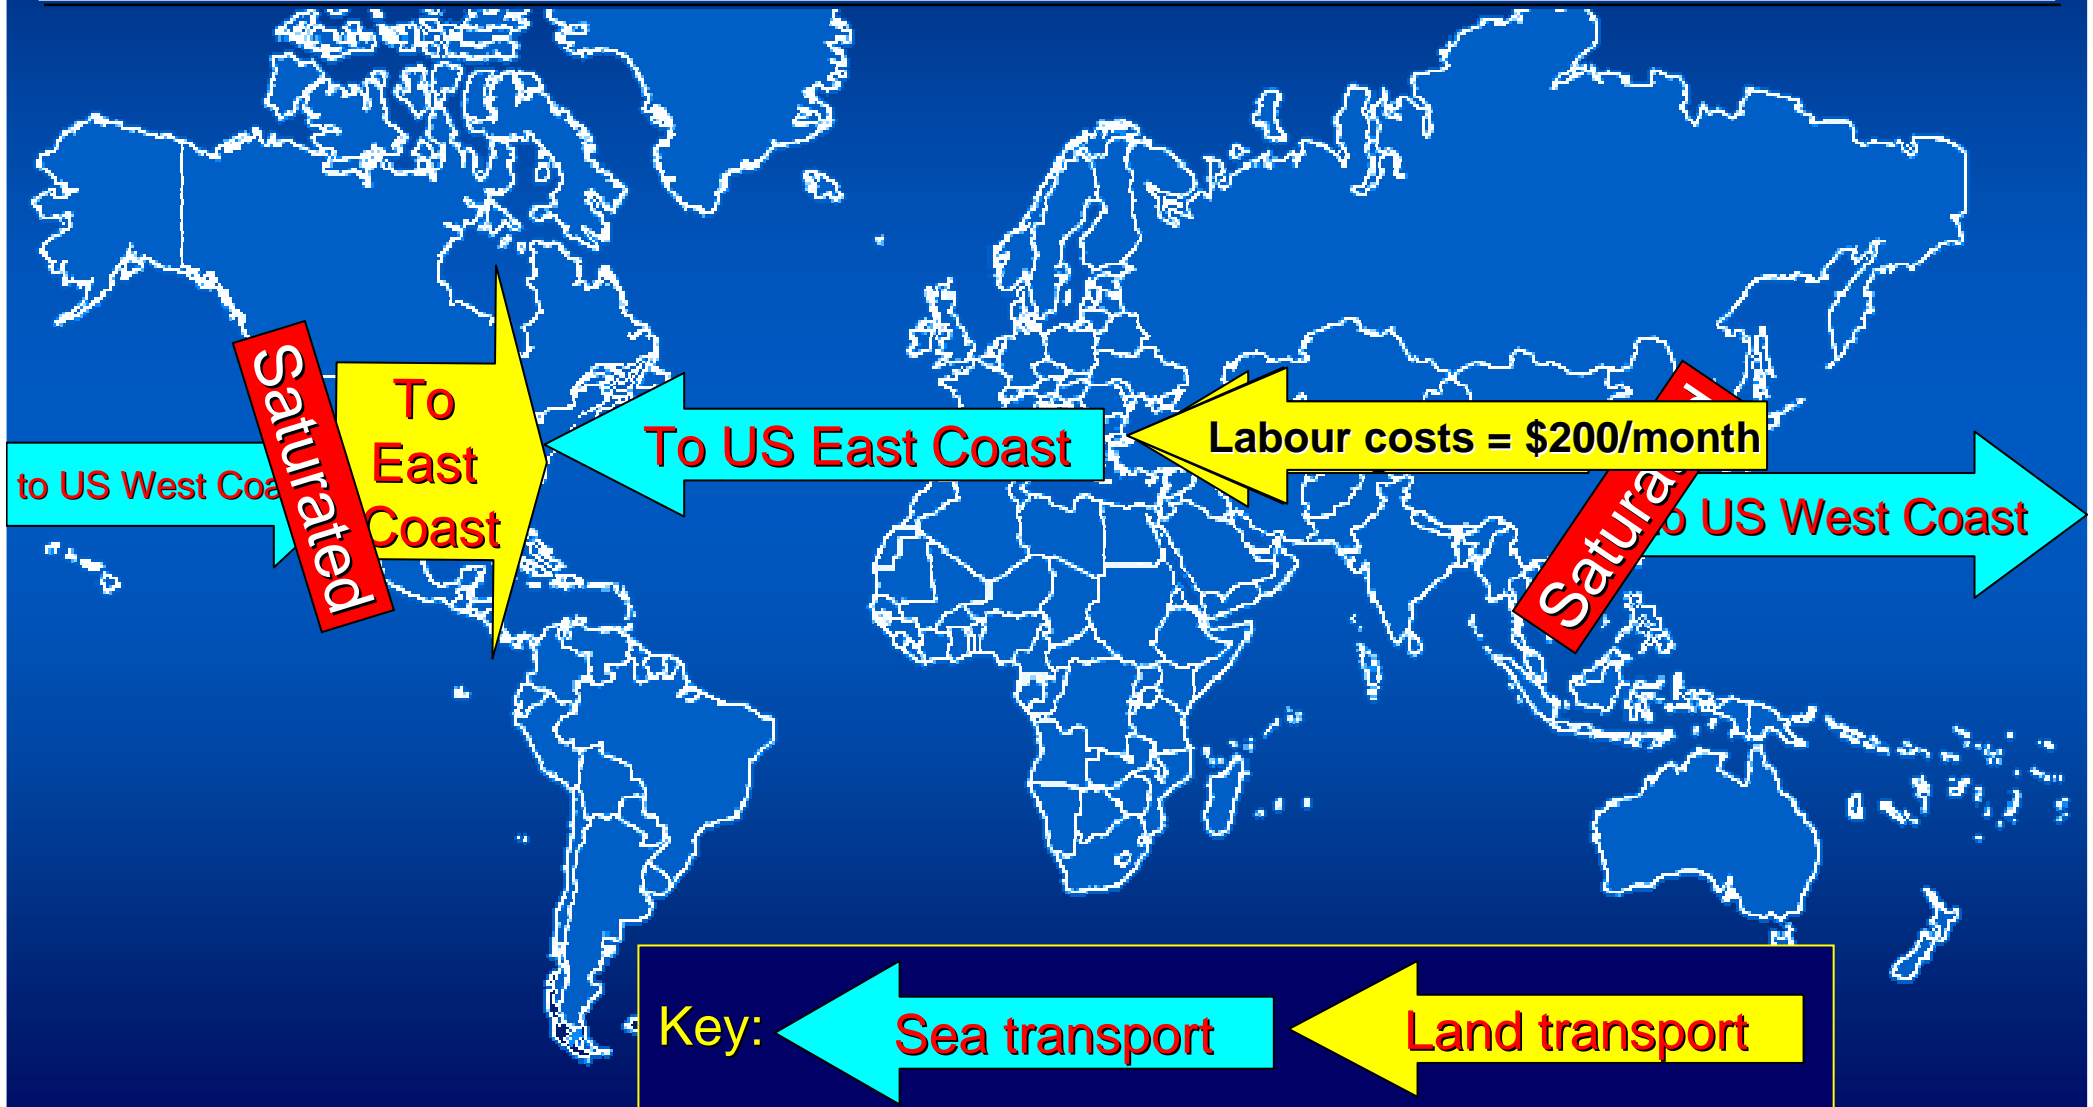 Saturated
To
East
Coast
to US West Coa
To US East Coast
Labour costs = $200/month
Saturated
o US West Coast
Key:
Sea transport
Land transport